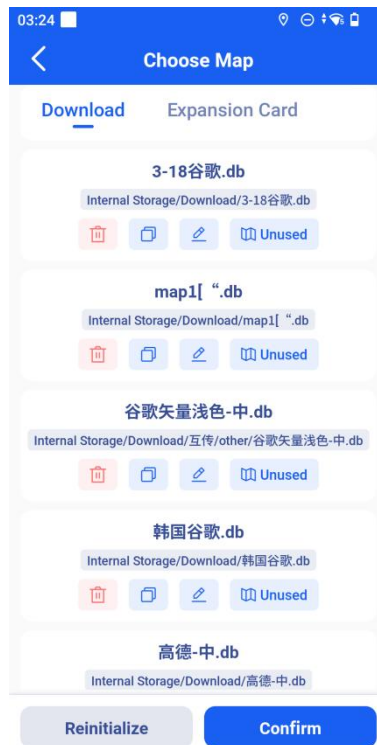 03:24
Choose Map
Download
Expansion Card
3-18谷歌.db
Internal Storage/Download/3-18谷歌.db
Unused
map1[“.db
Internal Storage/Download/map1[“.db
Unused
谷歌矢量浅色-中.db
Internal Storage/Download/互传/other/谷歌矢量浅色-中.db
Unused
韩国谷歌.db
Internal Storage/Download/韩国谷歌.db
Unused
高德-中.db
Internal Storage/Download/高德-中.db
Reinitialize
Confirm